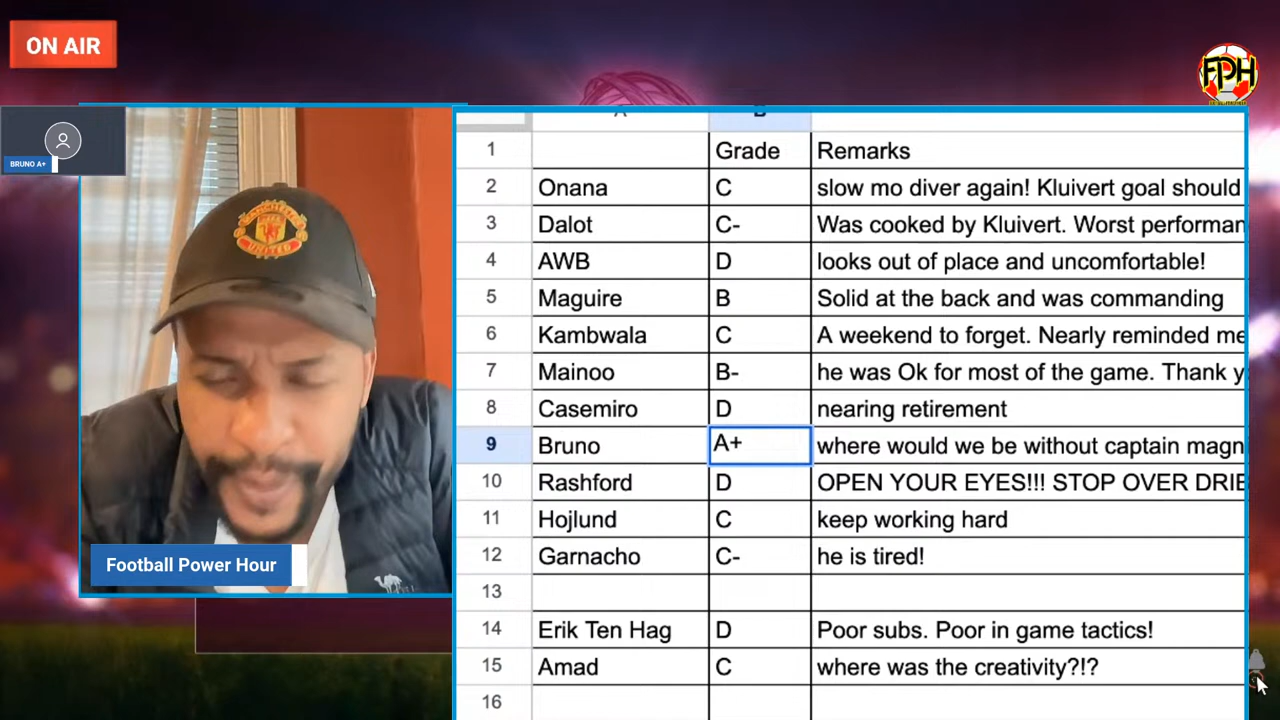 ON AIR
FPH
BRUNO A+
Football Power Hour
1 Grade Remarks
2 Onana C slow mo diver again! Kluivert goal should
3 Dalot C- Was cooked by Kluivert. Worst performan
4 AWB D looks out of place and uncomfortable!
5 Maguire B Solid at the back and was commanding
6 Kambwala C A weekend to forget. Nearly reminded me
7 Mainoo B- he was Ok for most of the game. Thank y
8 Casemiro D nearing retirement
9 Bruno A+ where would we be without captain magn
10 Rashford D OPEN YOUR EYES!!! STOP OVER DRIB
11 Hojlund C keep working hard
12 Garnacho C- he is tired!
13
14 Erik Ten Hag D Poor subs. Poor in game tactics!
15 Amad C where was the creativity?!?
16